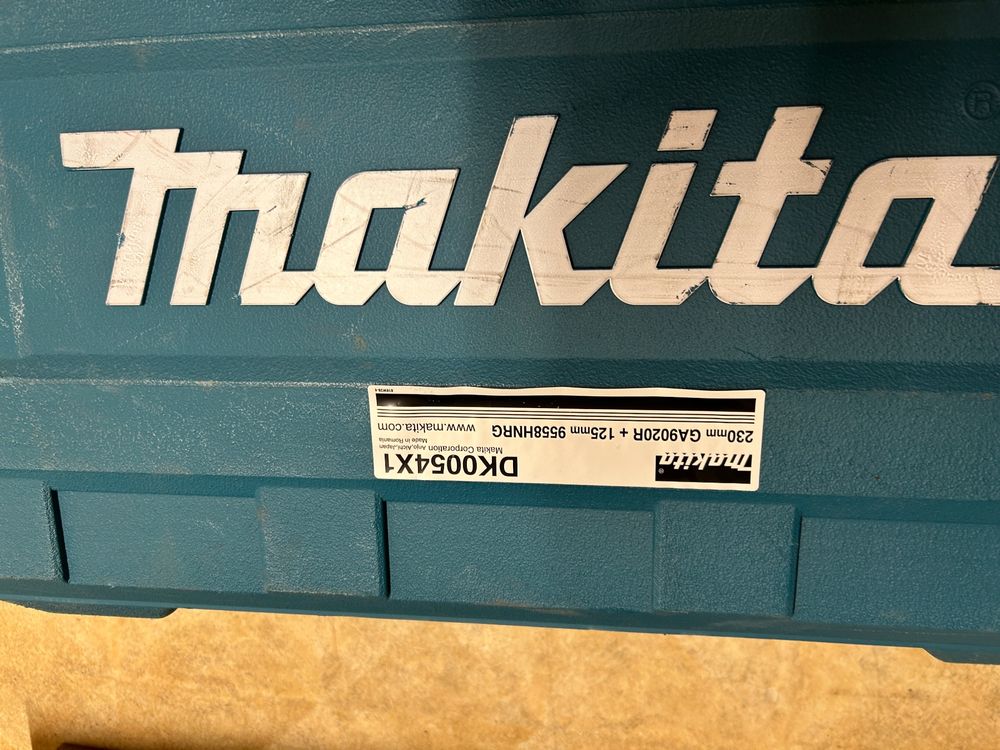 makita
®
makita®
DK0054X1
Makita Corporation Anjo, Aichi Japan
Made in Romania
230mm GA9020R + 125mm 9558HNRG
www.makita.com